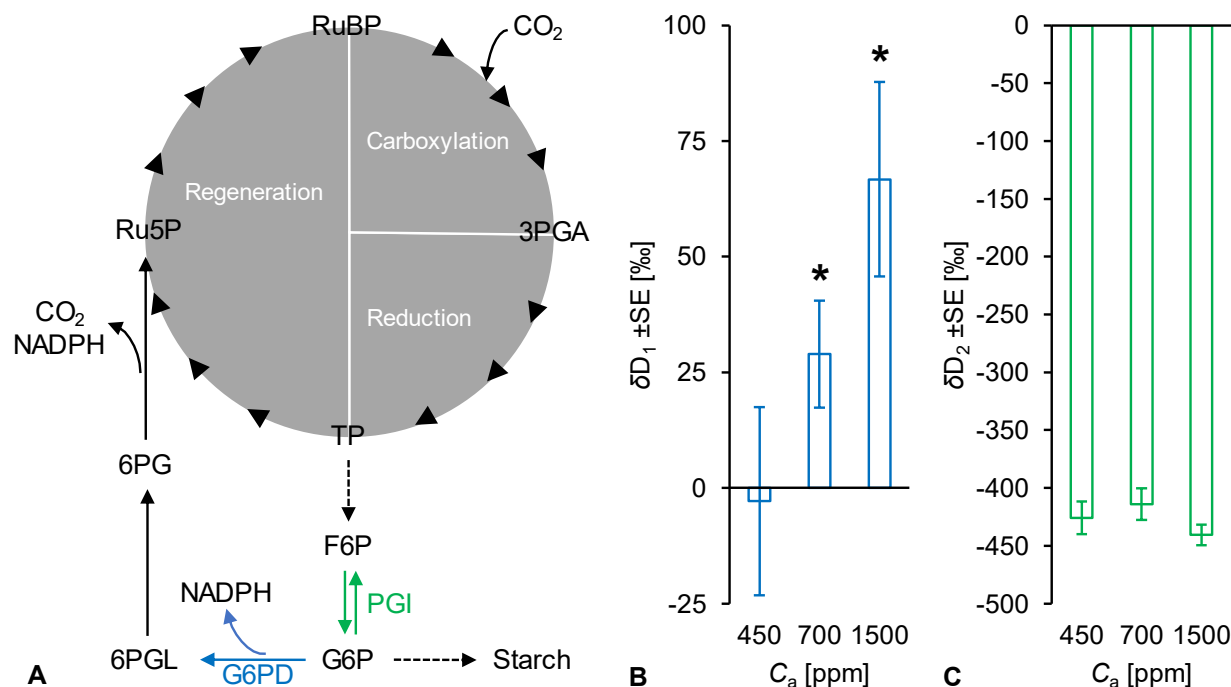 RuBP
CO2
Carboxylation
Regeneration
Ru5P
3PGA
Reduction
CO2
NADPH
TP
6PG
F6P
NADPH
PGI
6PGL
G6PD
G6P
Starch
A
100
75
50
25
0
-25
δD1 ±SE [‰]
*
*
450 700 1500
B
Ca [ppm]
0
-50
-100
-150
-200
-250
-300
-350
-400
-450
-500
δD2 ±SE [‰]
450 700 1500
C
Ca [ppm]